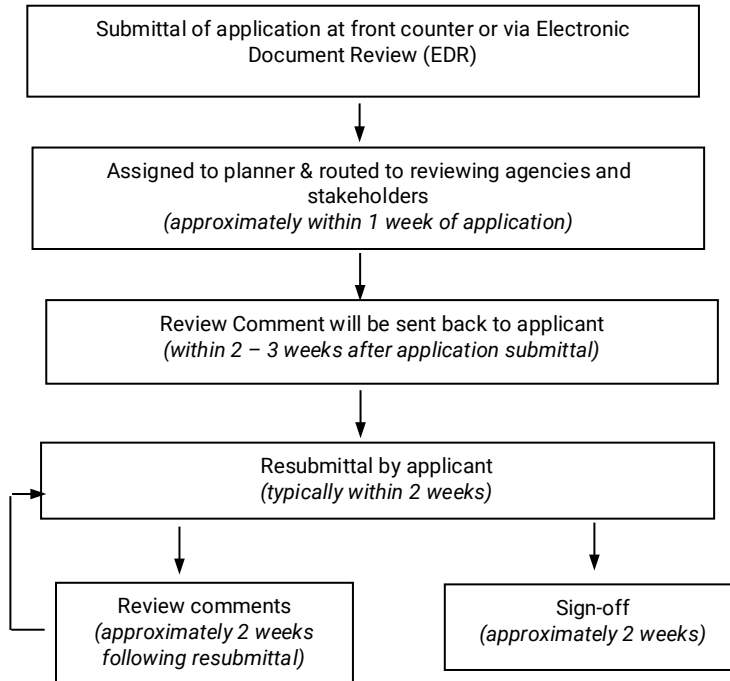 Submittal of application at front counter or via Electronic
Document Review (EDR)
Assigned to planner & routed to reviewing agencies and
stakeholders
(approximately within 1 week of application)
Review Comment will be sent back to applicant
(within 2 – 3 weeks after application submittal)
Resubmittal by applicant
(typically within 2 weeks)
Review comments
(approximately 2 weeks
following resubmittal)
Sign-off
(approximately 2 weeks)